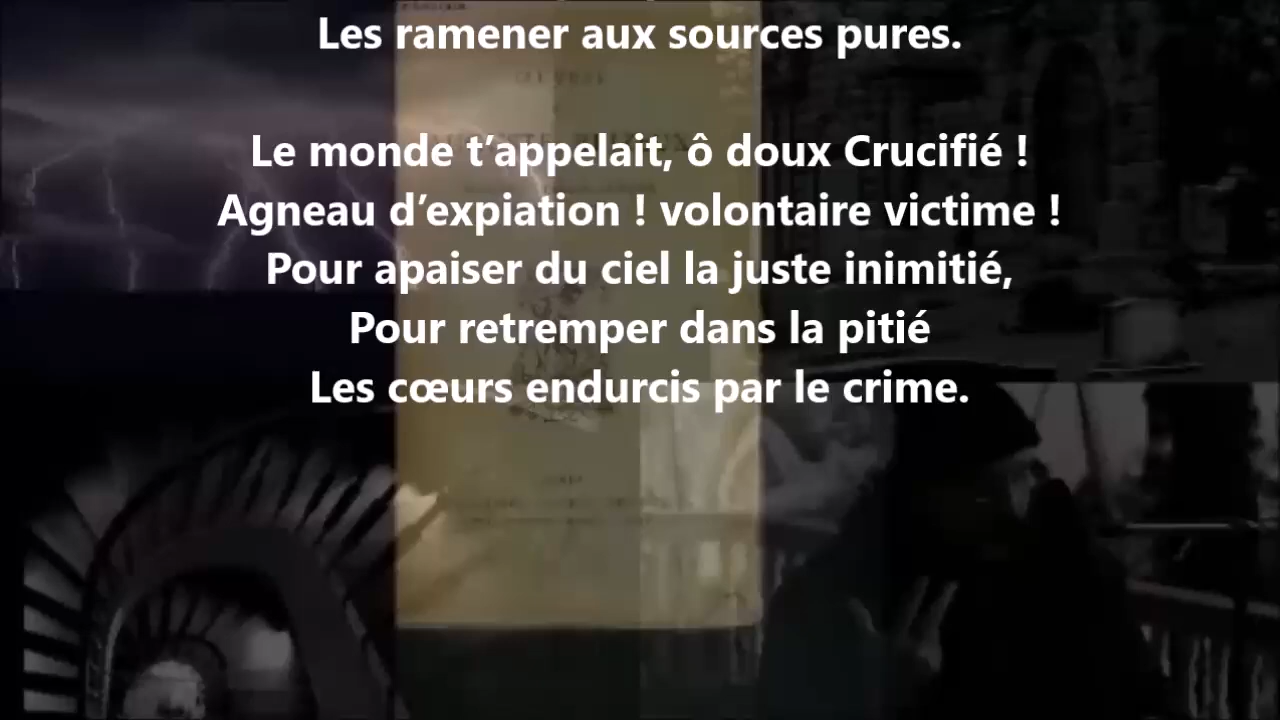 Les ramener aux sources pures.
Le monde t’appelait, ô doux Crucifié !
Agneau d’expiation ! volontaire victime !
Pour apaiser du ciel la juste inimitié,
Pour retremper dans la pitié
Les cœurs endurcis par le crime.